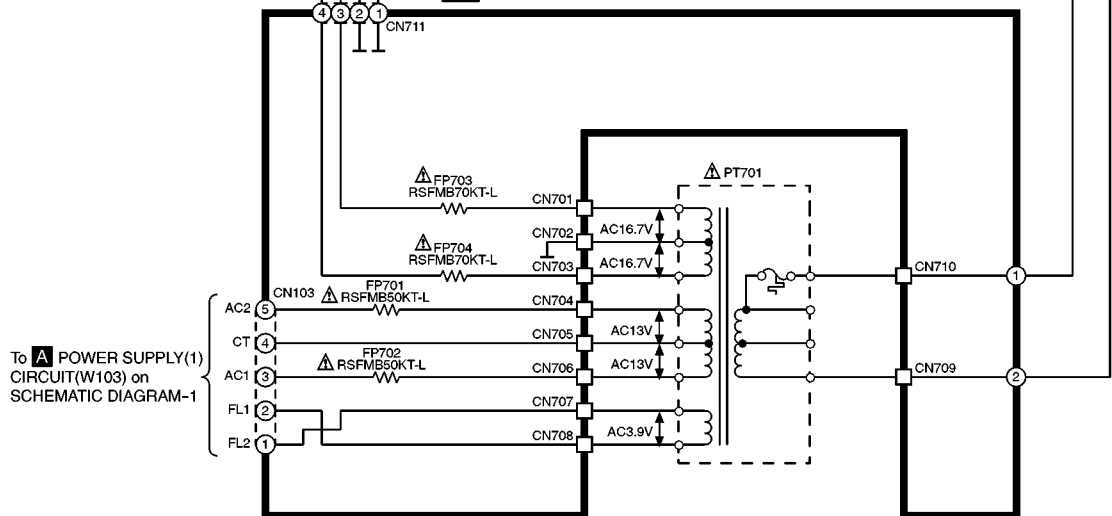 4 3 2 1
CN711
PT701
FP703
RSFMB70KT-L
CN701
CN702
AC16.7V
FP704
RSFMB70KT-L
CN703
AC16.7V
CN710
1
FP701
RSFMB50KT-L
CN103
AC2 5
CN704
CT 4
CN705
AC13V
FP702
RSFMB50KT-L
AC1 3
CN706
AC13V
CN709
2
To A POWER SUPPLY(1)
CIRCUIT(W103) on
SCHEMATIC DIAGRAM-1
FL1 2
CN707
FL2 1
CN708
AC3.9V